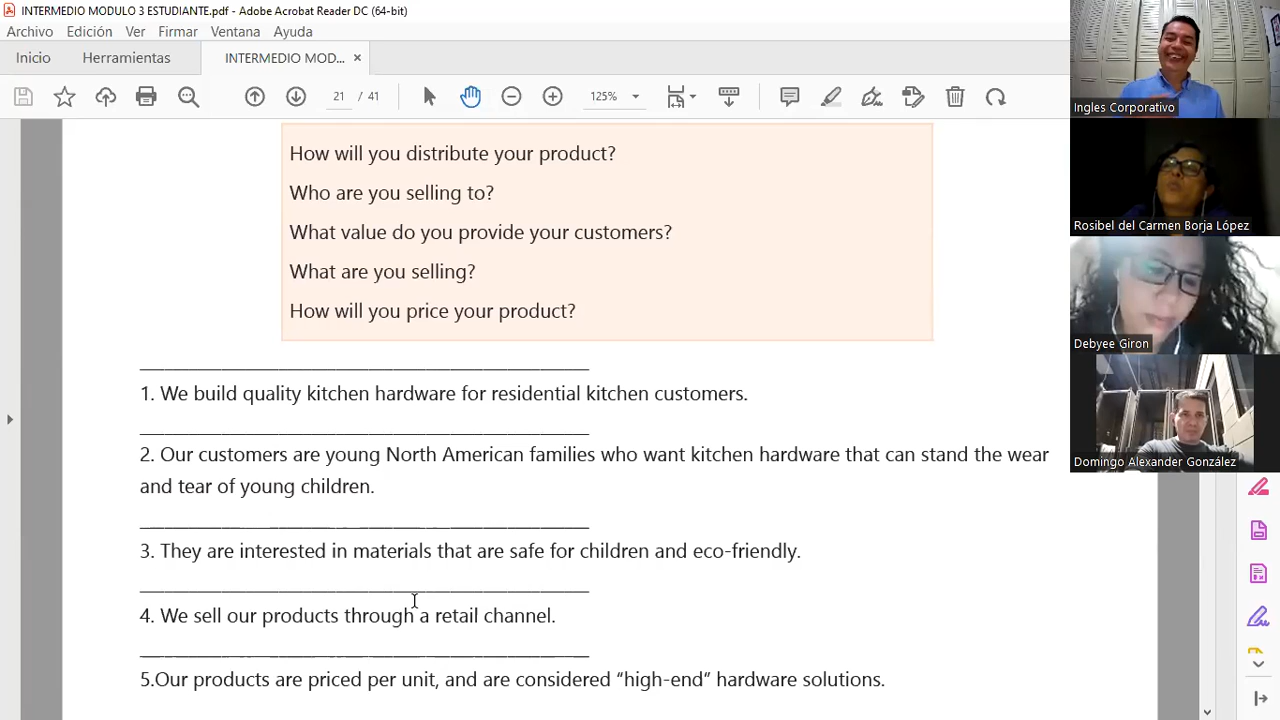 INTERMEDIO MODULO 3 ESTUDIANTE.pdf - Adobe Acrobat Reader DC (64-bit)
Archivo Edición Ver Firmar Ventana Ayuda
Inicio Herramientas INTERMEDIO MOD... ×
21 / 41 125%
How will you distribute your product?
Who are you selling to?
What value do you provide your customers?
What are you selling?
How will you price your product?
1. We build quality kitchen hardware for residential kitchen customers.
2. Our customers are young North American families who want kitchen hardware that can stand the wear
and tear of young children.
3. They are interested in materials that are safe for children and eco-friendly.
4. We sell our products through a retail channel.
5.Our products are priced per unit, and are considered “high-end” hardware solutions.
Ingles Corporativo
Rosibel del Carmen Borja López
Debyee Giron
Domingo Alexander González